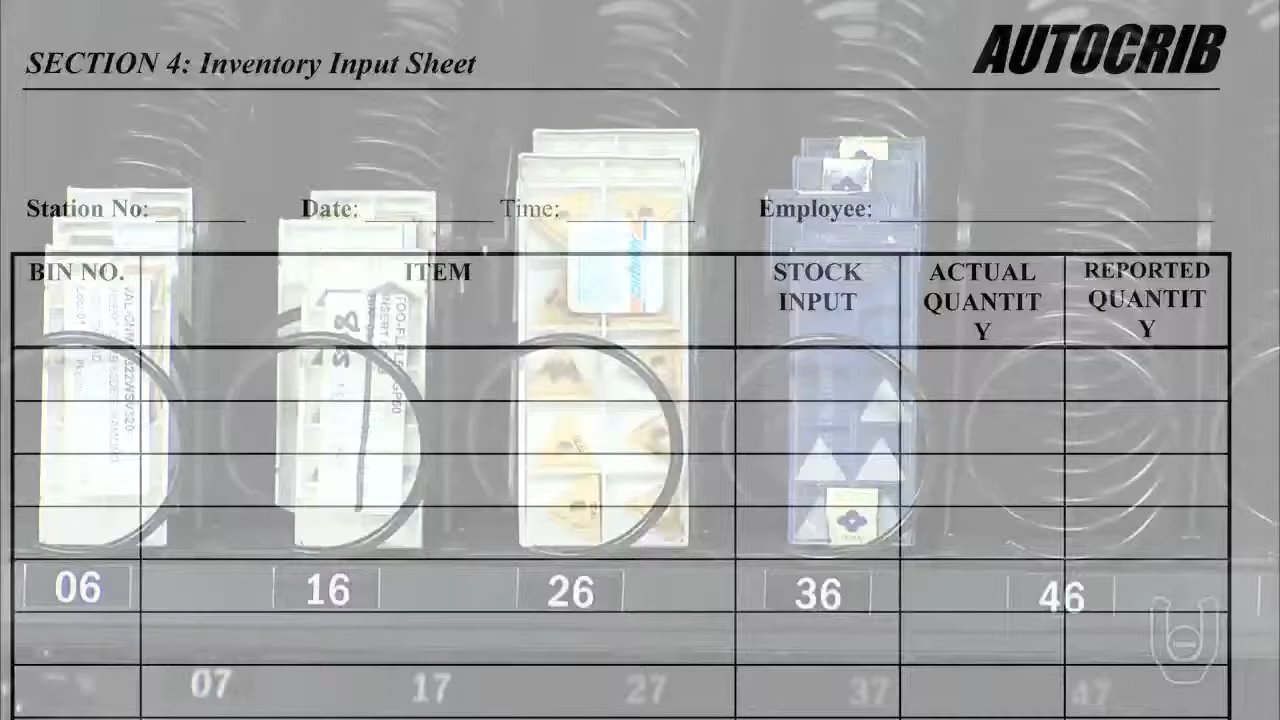 AUTOCRIB
SECTION 4: Inventory Input Sheet
Station No: Date: Time: Employee:
BIN NO. ITEM STOCK INPUT ACTUAL QUANTIT Y REPORTED QUANTIT Y
06 16 26 36 46
07 17 27 37 47